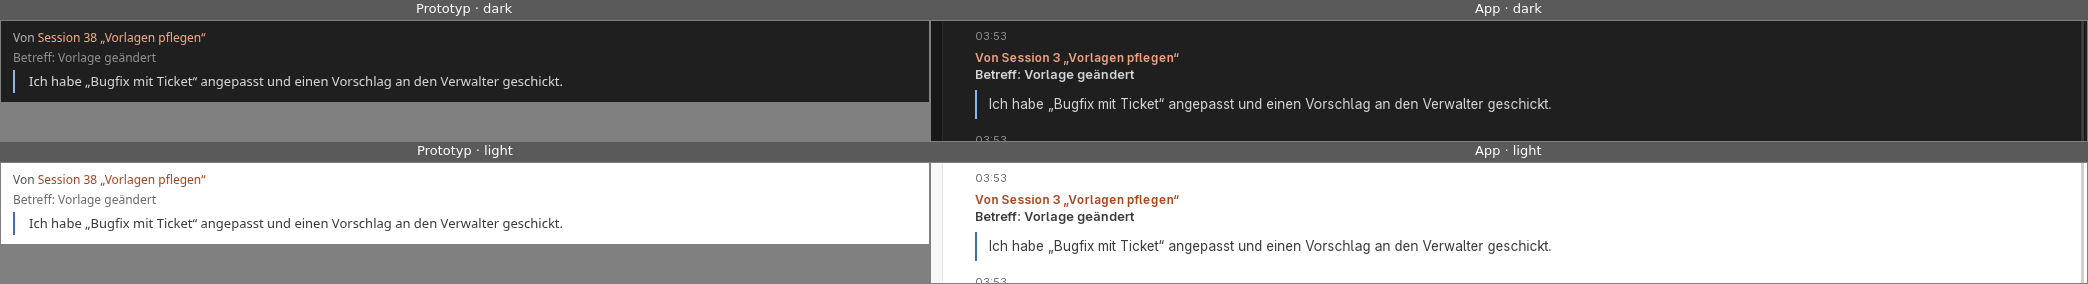 Prototyp · dark
Von Session 38 „Vorlagen pflegen“
Betreff: Vorlage geändert
Ich habe „Bugfix mit Ticket“ angepasst und einen Vorschlag an den Verwalter geschickt.
App · dark
03:53
Von Session 3 „Vorlagen pflegen“
Betreff: Vorlage geändert
Ich habe „Bugfix mit Ticket“ angepasst und einen Vorschlag an den Verwalter geschickt.
03:53
Prototyp · light
Von Session 38 „Vorlagen pflegen“
Betreff: Vorlage geändert
Ich habe „Bugfix mit Ticket“ angepasst und einen Vorschlag an den Verwalter geschickt.
App · light
03:53
Von Session 3 „Vorlagen pflegen“
Betreff: Vorlage geändert
Ich habe „Bugfix mit Ticket“ angepasst und einen Vorschlag an den Verwalter geschickt.
03:53